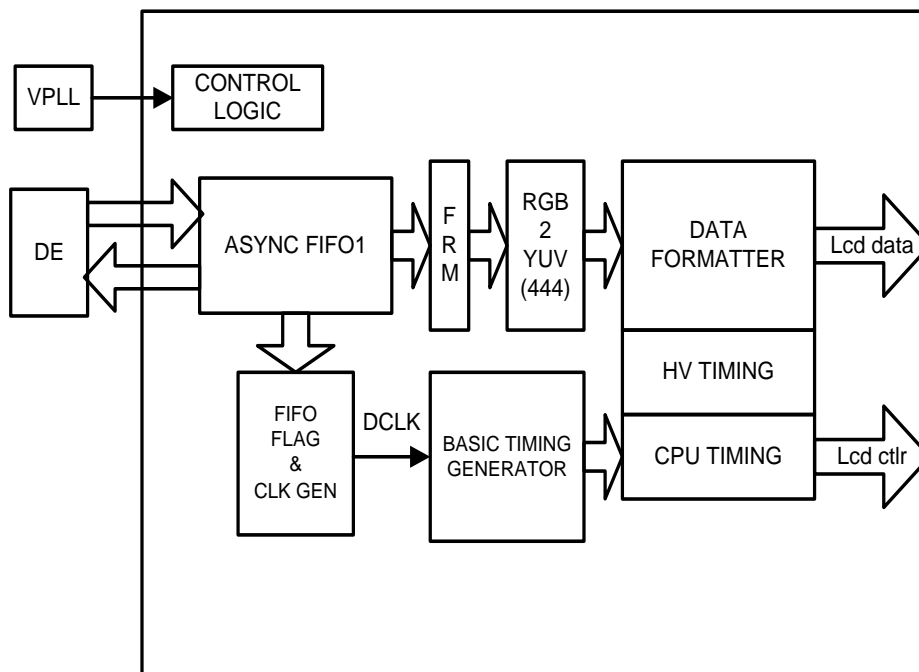 VPLL
CONTROL
LOGIC
DE
ASYNC FIFO1
F
R
M
RGB
2
YUV
(444)
DATA
FORMATTER
Lcd data
HV TIMING
FIFO
FLAG
&
CLK GEN
DCLK
BASIC TIMING
GENERATOR
CPU TIMING
Lcd ctlr